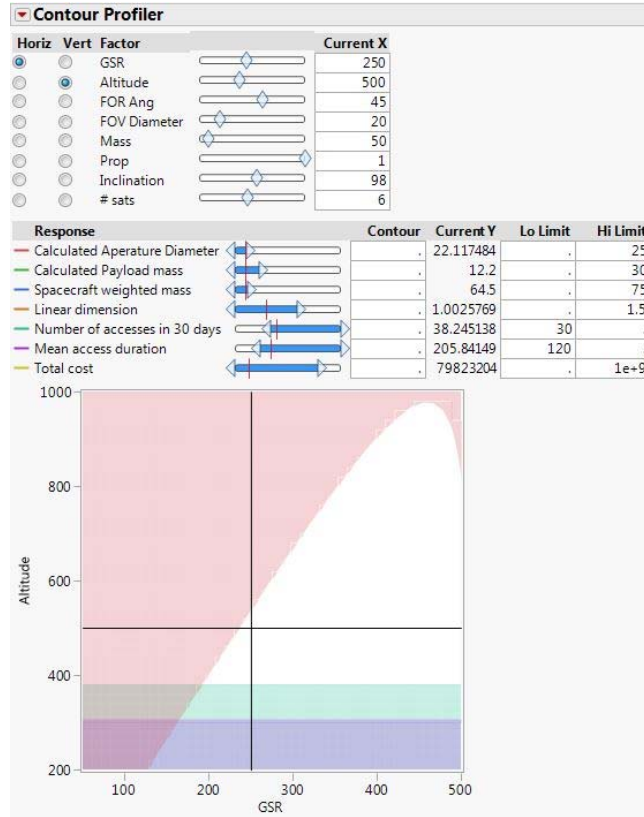 Contour Profiler
Horiz Vert Factor Current X
GSR 250
Altitude 500
FOR Ang 45
FOV Diameter 20
Mass 50
Prop 1
Inclination 98
# sats 6
Response Contour Current Y Lo Limit Hi Limit
Calculated Aperature Diameter . 22.117484 . 25
Calculated Payload mass . 12.2 . 30
Spacecraft weighted mass . 64.5 . 75
Linear dimension . 1.0025769 . 1.5
Number of accesses in 30 days . 38.245138 30
Mean access duration . 205.84149 120 .
Total cost . 79823204 . 1e+9
1000
800
600
400
200
Altitude
100 200 300 400 500
GSR